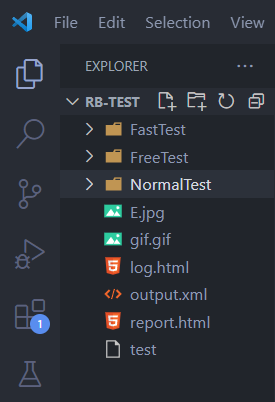 File Edit Selection View
EXPLORER
RB-TEST
FastTest
FreeTest
NormalTest
E.jpg
gif.gif
log.html
output.xml
report.html
1
test